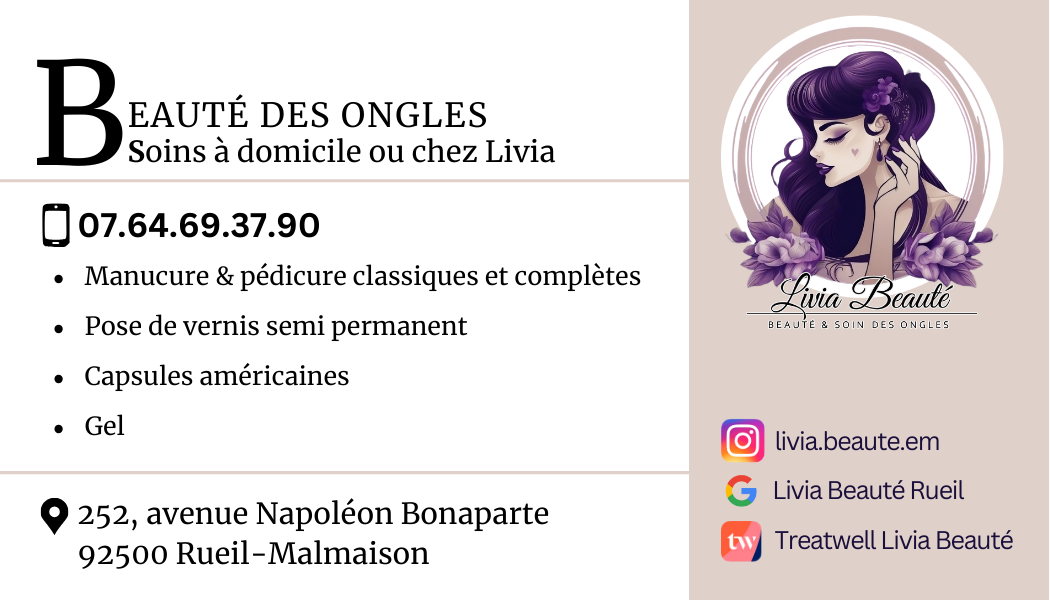 BEAUTÉ DES ONGLES
Soins à domicile ou chez Livia
07.64.69.37.90
• Manucure & pédicure classiques et complètes
• Pose de vernis semi permanent
• Capsules américaines
• Gel
252, avenue Napoléon Bonaparte
92500 Rueil-Malmaison
Livia Beauté
BEAUTÉ & SOIN DES ONGLES
livia.beaute.em
G Livia Beauté Rueil
tw Treatwell Livia Beauté